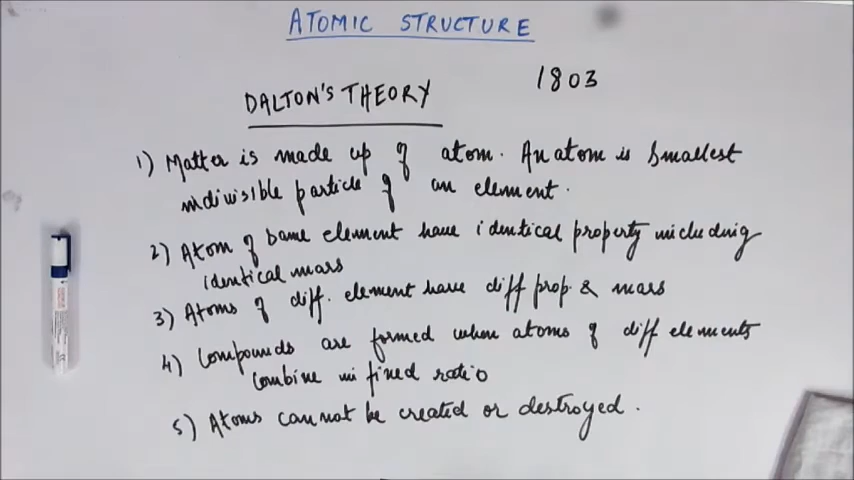 ATOMIC STRUCTURE
DALTON'S THEORY 1803
1) Matter is made up of atom. An atom is smallest
indivisible particle of an element.
2) Atom of same element have identical property including
identical mass
3) Atoms of diff. element have diff prop & mass
4) Compounds are formed when atoms of diff elements
combine in fixed ratio
5) Atoms cannot be created or destroyed.